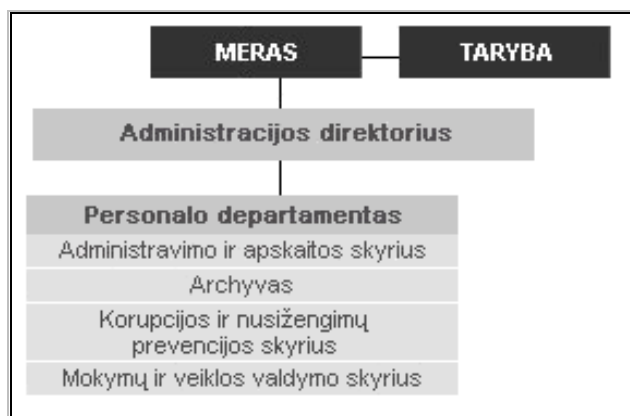 MERAS
TARYBA
Administracijos direktorius
Personalo departamentas
Administravimo ir apskaitos skyrius
Archyvas
Korupcijos ir nusižengimų
prevencijos skyrius
Mokymų ir veiklos valdymo skyrius